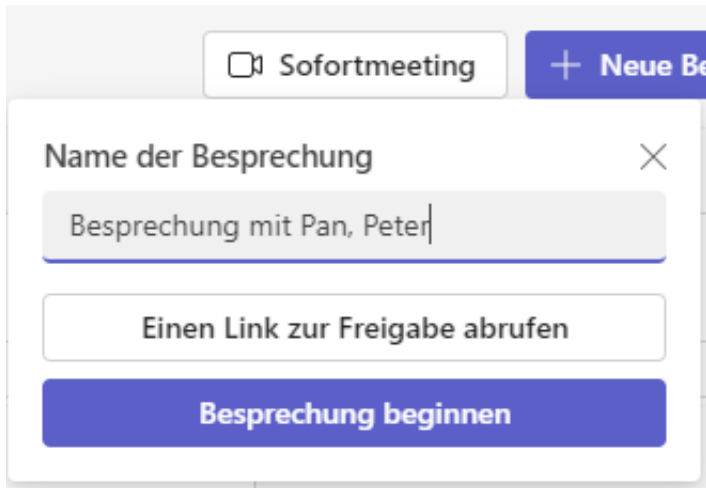 Sofortmeeting
+ Neue Be
Name der Besprechung
Besprechung mit Pan, Peter
Einen Link zur Freigabe abrufen
Besprechung beginnen